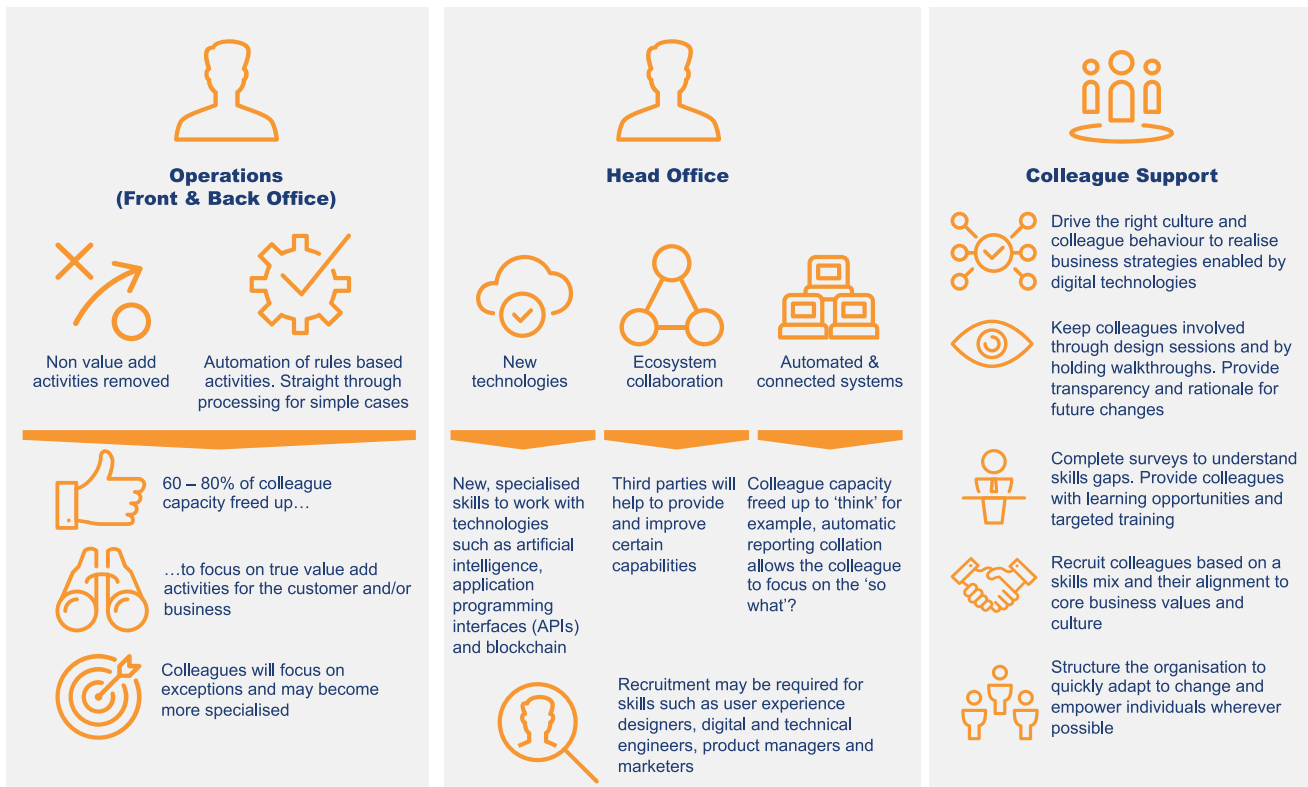 Operations
(Front & Back Office)
Non value add
activities removed
Automation of rules based
activities. Straight through
processing for simple cases
60 – 80% of colleague
capacity freed up…
…to focus on true value add
activities for the customer and/or
business
Colleagues will focus on
exceptions and may become
more specialised
Head Office
New
technologies
Ecosystem
collaboration
Automated &
connected systems
New, specialised
skills to work with
technologies
such as artificial
intelligence,
application
programming
interfaces (APIs)
and blockchain
Third parties will
help to provide
and improve
certain
capabilities
Colleague capacity
freed up to ‘think’ for
example, automatic
reporting collation
allows the colleague
to focus on the ‘so
what’?
Recruitment may be required for
skills such as user experience
designers, digital and technical
engineers, product managers and
marketers
Colleague Support
Drive the right culture and
colleague behaviour to realise
business strategies enabled by
digital technologies
Keep colleagues involved
through design sessions and by
holding walkthroughs. Provide
transparency and rationale for
future changes
Complete surveys to understand
skills gaps. Provide colleagues
with learning opportunities and
targeted training
Recruit colleagues based on a
skills mix and their alignment to
core business values and
culture
Structure the organisation to
quickly adapt to change and
empower individuals wherever
possible